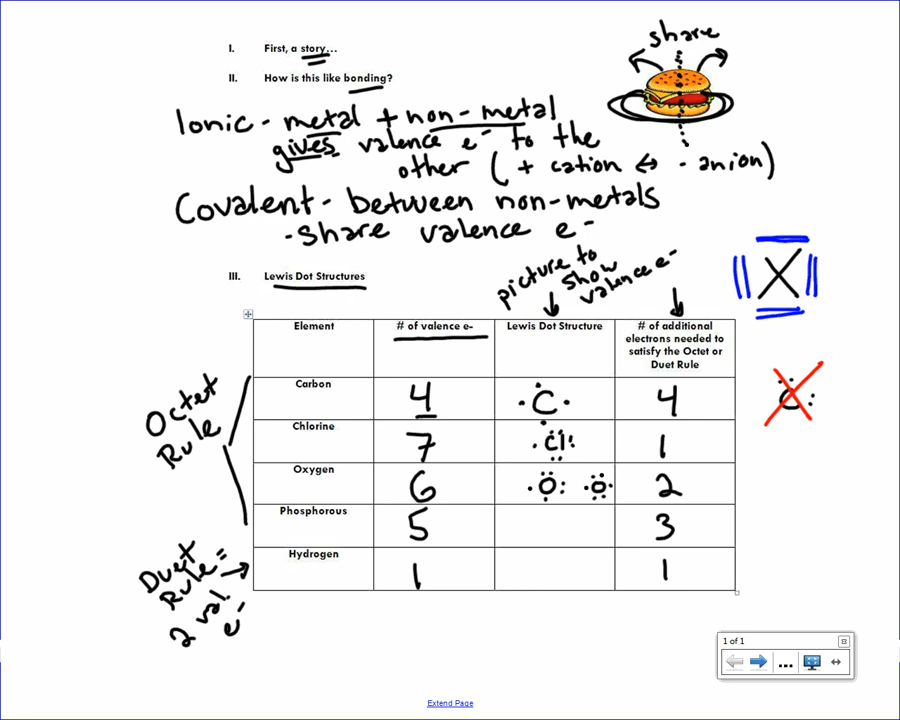 share
I. First, a story...
II. How is this like bonding?
Ionic - metal + non-metal
gives valence e⁻ to the
other (+ cation ↔ - anion)
Covalent - between non-metals
- share valence e⁻
picture to
show
valence e⁻
III. Lewis Dot Structures
X
Element # of valence e- Lewis Dot Structure # of additional
electrons needed to
satisfy the Octet or
Duet Rule
Octet
Rule
Carbon 4 C 4
C
Chlorine 7 Cl 1
Oxygen 6 O O 2
Phosphorous 5 3
Hydrogen 1 1
Duet
Rule =
2 val
e⁻
1 of 1
...
Extend Page